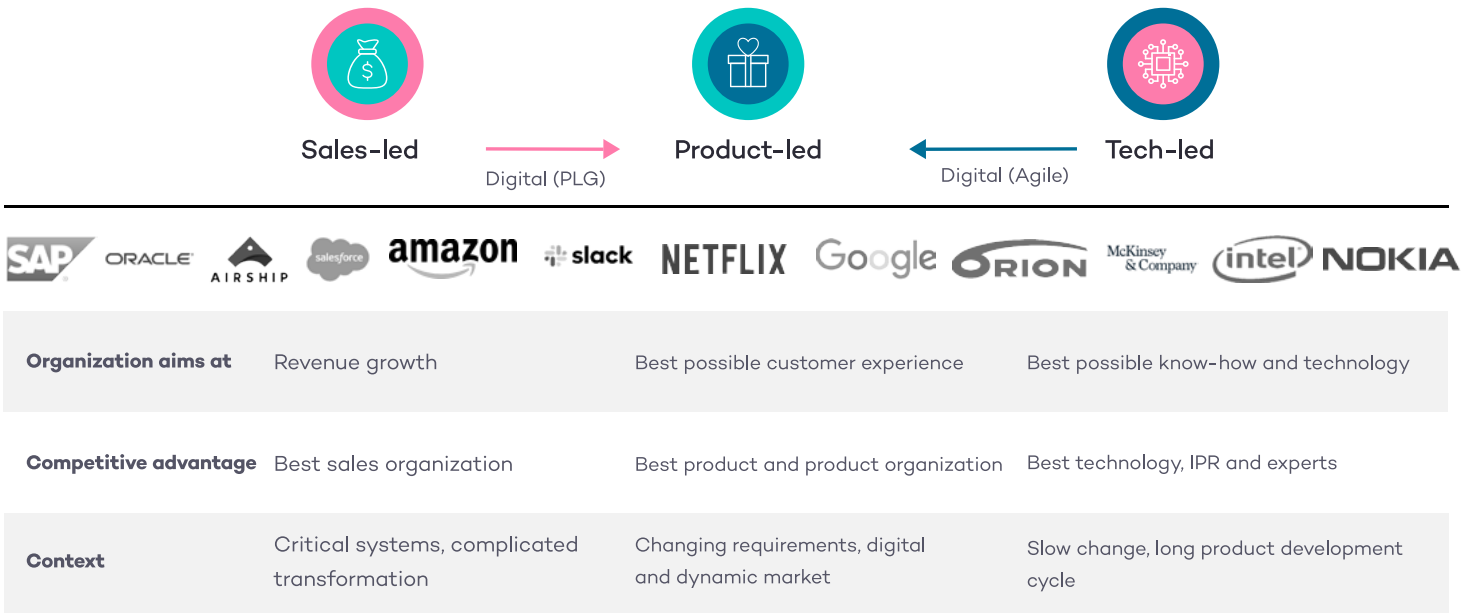 $
Sales-led
Product-led
Tech-led
Digital (PLG)
Digital (Agile)
SAP
ORACLE
AIRSHIP
salesforce
amazon
slack
NETFLIX
Google
ORION
McKinsey
& Company
intel
NOKIA
Organization aims at
Revenue growth
Best possible customer experience
Best possible know-how and technology
Competitive advantage
Best sales organization
Best product and product organization
Best technology, IPR and experts
Context
Critical systems, complicated
transformation
Changing requirements, digital
and dynamic market
Slow change, long product development
cycle